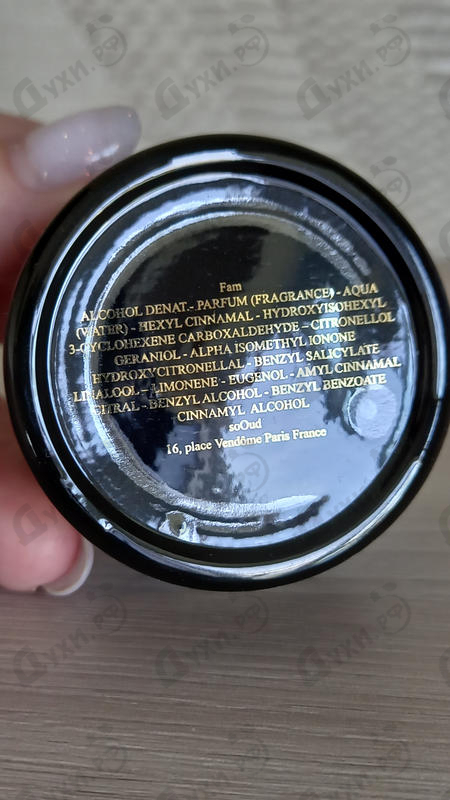 Fam
ALCOHOL DENAT.- PARFUM (FRAGRANCE) - AQUA
(WATER) - HEXYL CINNAMAL - HYDROXYISOHEXYL
3-CYCLOHEXENE CARBOXALDEHYDE - CITRONELLOL
GERANIOL - ALPHA ISOMETHYL IONONE
HYDROXYCITRONELLAL - BENZYL SALICYLATE
LINALOOL - LIMONENE - EUGENOL - AMYL CINNAMAL
CITRAL - BENZYL ALCOHOL - BENZYL BENZOATE
CINNAMYL ALCOHOL
soOud
16, place Vendôme Paris France
Духи.рф